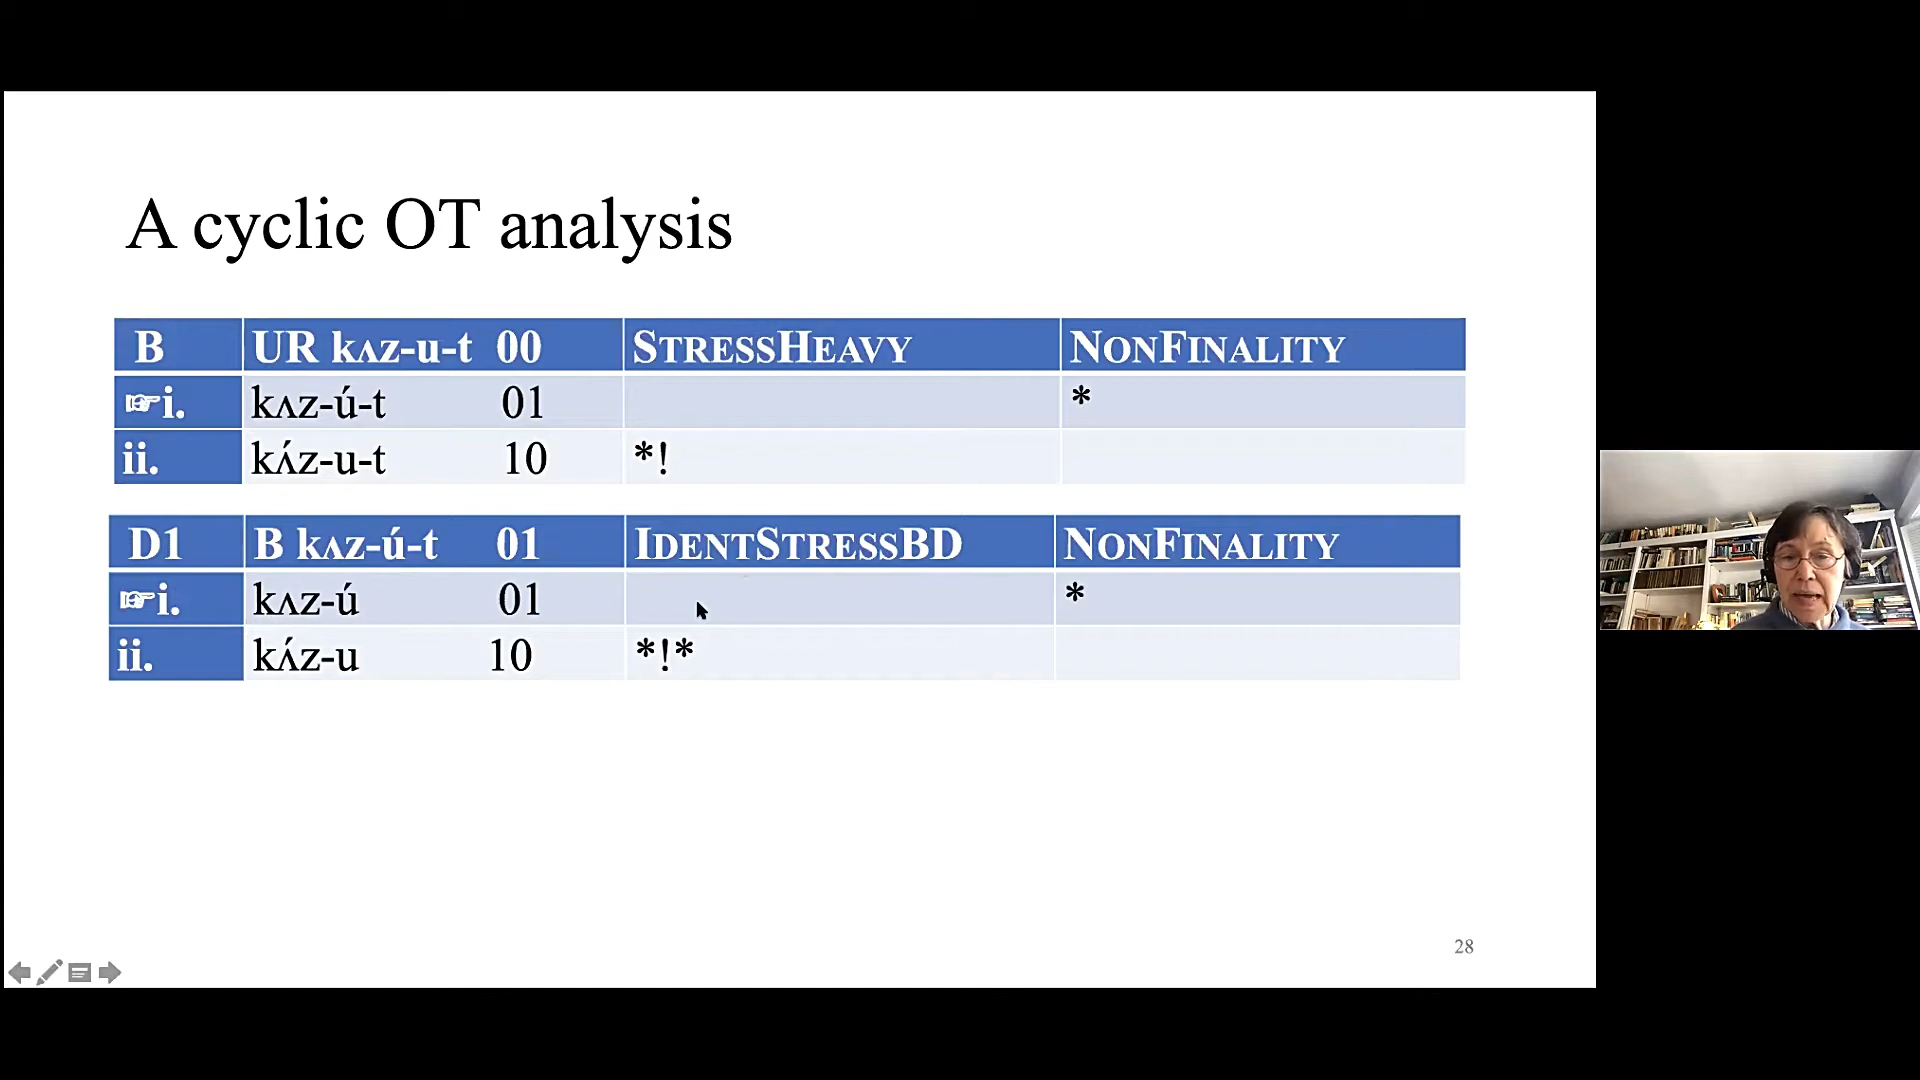 A cyclic OT analysis
B UR kʌz-u-t 00 STRESSHEAVY NONFINALITY
☞i. kʌz-ú-t 01 *
ii. kʌ́z-u-t 10 *!
D1 B kʌz-ú-t 01 IDENTSTRESSBD NONFINALITY
☞i. kʌz-ú 01 *
ii. kʌ́z-u 10 *!*
28